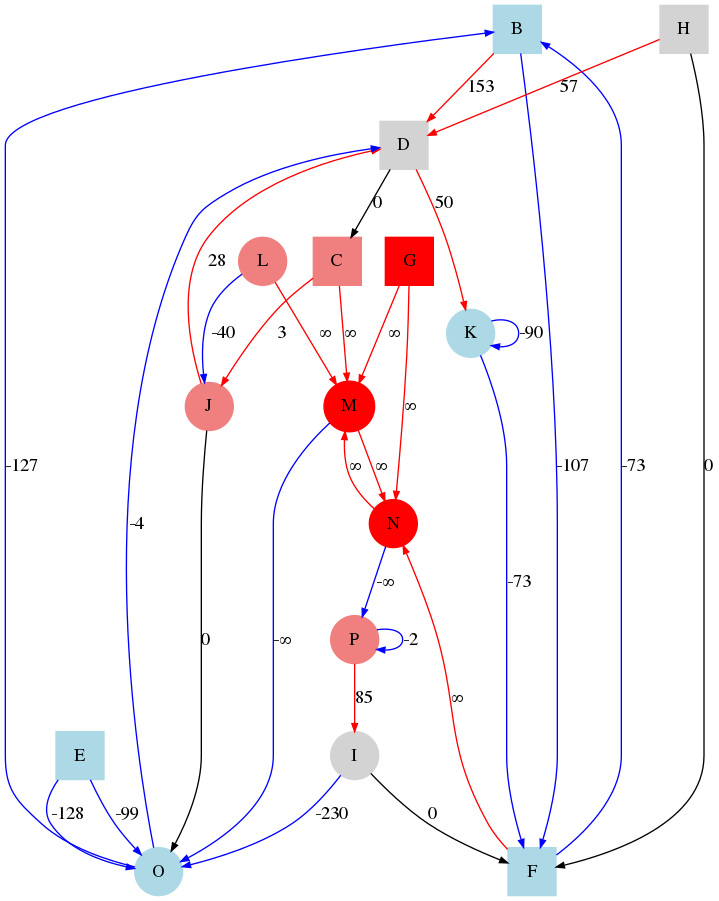 B H
153 57
D
0 50
L C G
28
-40 3 ∞ ∞ ∞ K -90
J M ∞
-127 ∞ ∞ -107 -73 0
-4 N
-∞ -73
0 -∞ P -2
85 ∞
E I
-128 -99 -230 0
O F